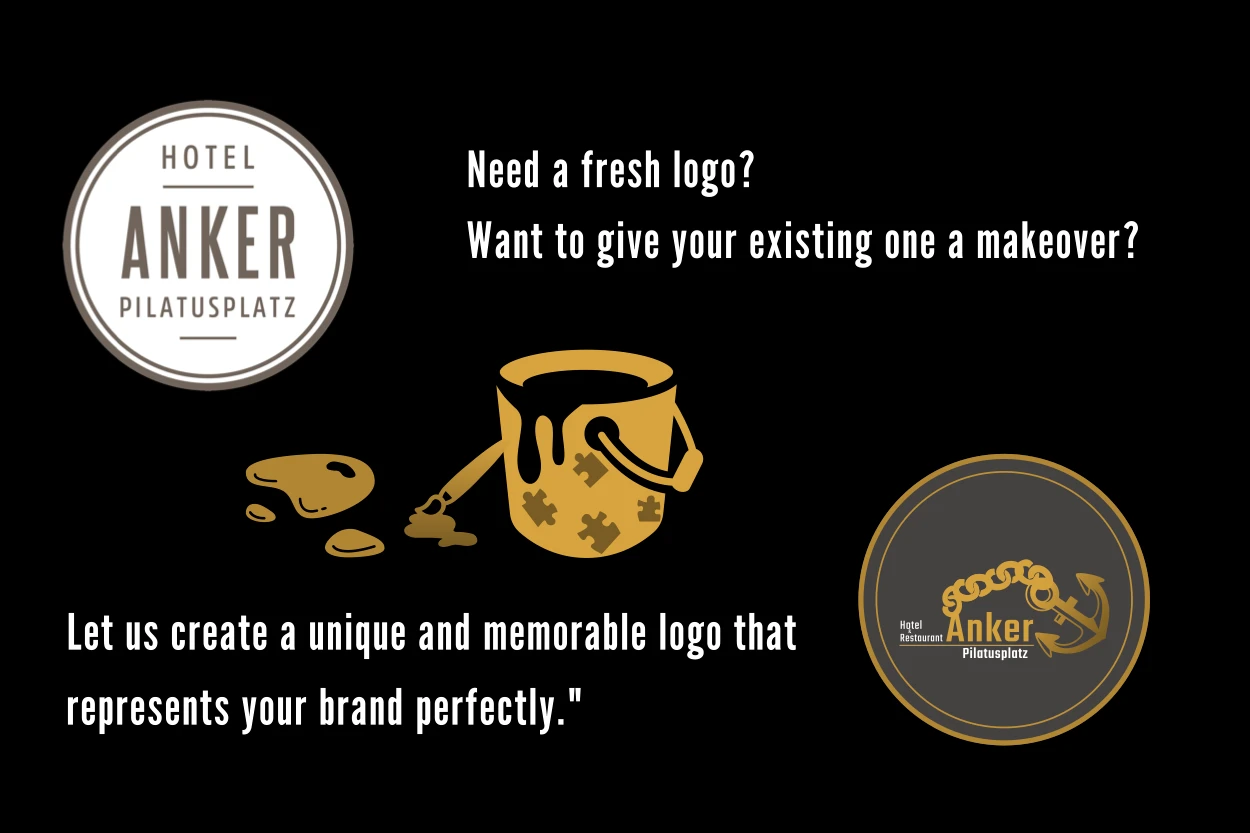 HOTEL
ANKER
PILATUSPLATZ
Need a fresh logo?
Want to give your existing one a makeover?
Let us create a unique and memorable logo that
represents your brand perfectly."
Hotel
Restaurant
Anker
Pilatusplatz